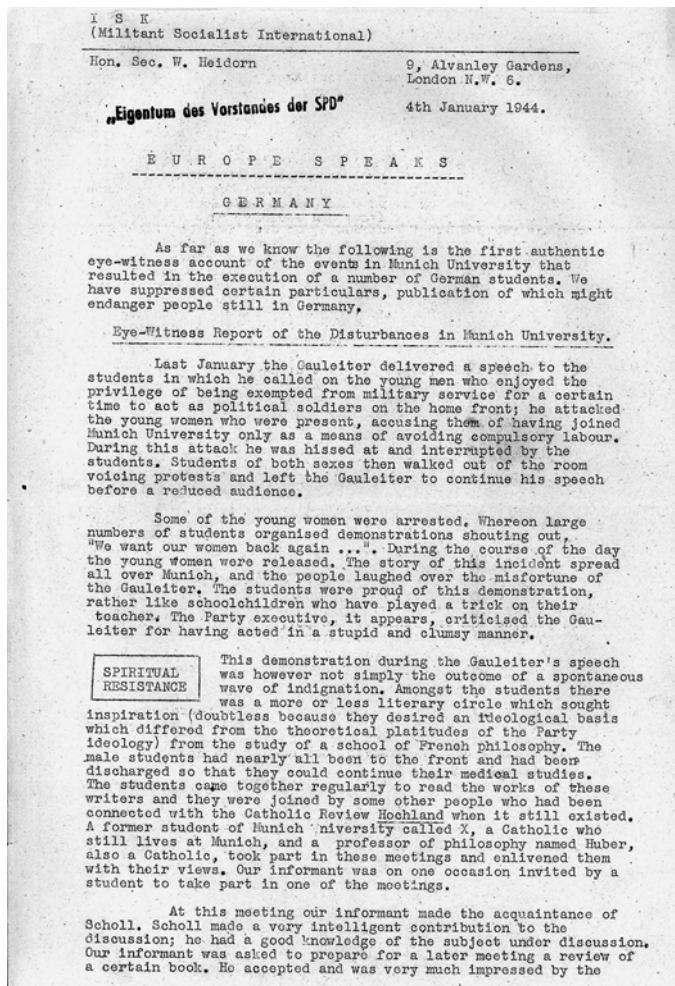 I S K
(Militant Socialist International)
Hon. Sec. W. Heidorn
9, Alvanley Gardens,
London N.W. 6.
„Eigentum des Vorstandes der SPD"
4th January 1944.
E U R O P E S P E A K S
G E R M A N Y
As far as we know the following is the first authentic
eye-witness account of the events in Munich University that
resulted in the execution of a number of German students. We
have suppressed certain particulars, publication of which might
endanger people still in Germany.
Eye-Witness Report of the Disturbances in Munich University.
Last January the Gauleiter delivered a speech to the
students in which he called on the young men who enjoyed the
privilege of being exempted from military service for a certain
time to act as political soldiers on the home front; he attacked
the young women who were present, accusing them of having joined
Munich University only as a means of avoiding compulsory labour.
During this attack he was hissed at and interrupted by the
students. Students of both sexes then walked out of the room
voicing protests and left the Gauleiter to continue his speech
before a reduced audience.
Some of the young women were arrested. Whereon large
numbers of students organised demonstrations shouting out,
"We want our women back again ...". During the course of the day
the young women were released. The story of this incident spread
all over Munich, and the people laughed over the misfortune of
the Gauleiter. The students were proud of this demonstration,
rather like schoolchildren who have played a trick on their
teacher. The Party executive, it appears, criticised the Gau-
leiter for having acted in a stupid and clumsy manner.
SPIRITUAL
RESISTANCE
This demonstration during the Gauleiter's speech
was however not simply the outcome of a spontaneous
wave of indignation. Amongst the students there
was a more or less literary circle which sought
inspiration (doubtless because they desired an ideological basis
which differed from the theoretical platitudes of the Party
ideology) from the study of a school of French philosophy. The
male students had nearly all been to the front and had been
discharged so that they could continue their medical studies.
The students came together regularly to read the works of these
writers and they were joined by some other people who had been
connected with the Catholic Review Hochland when it still existed.
A former student of Munich niversity called X, a Catholic who
still lives at Munich, and a professor of philosophy named Huber,
also a Catholic, took part in these meetings and enlivened them
with their views. Our informant was on one occasion invited by a
student to take part in one of the meetings.
At this meeting our informant made the acquaintance of
Scholl. Scholl made a very intelligent contribution to the
discussion; he had a good knowledge of the subject under discussion.
Our informant was asked to prepare for a later meeting a review of
a certain book. He accepted and was very much impressed by the